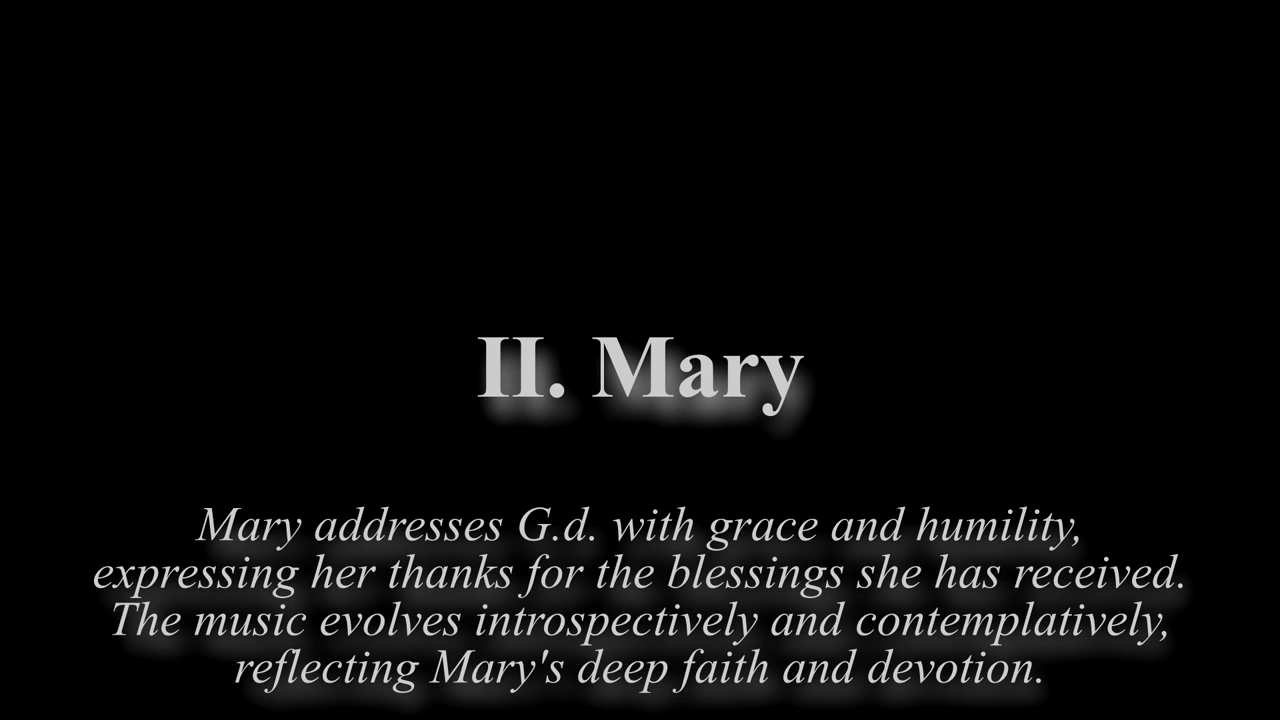 II. Mary
Mary addresses G.d. with grace and humility,
expressing her thanks for the blessings she has received.
The music evolves introspectively and contemplatively,
reflecting Mary's deep faith and devotion.